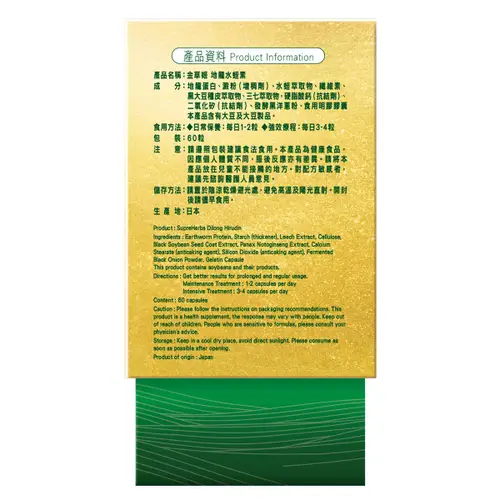 產品資料 Product Information
產品名稱：金草姬 地龍水蛭素
成　　分：地龍蛋白、澱粉（增稠劑）、水蛭萃取物、纖維素、
黑大豆種皮萃取物、三七萃取物、硬脂酸鈣（抗結劑）、
二氧化矽（抗結劑）、發酵黑洋蔥粉、食用明膠膠囊
本產品含有大豆及大豆製品。
食用方法：◆日常保養：每日1-2粒 ◆強效療程：每日3-4粒
包　　裝：60粒
注　　意：請遵照包裝建議食法食用。本產品為健康食品，
因應個人體質不同，服後反應亦有差異。請將本
產品放在兒童不能接觸的地方。對配方敏感者，
建議先諮詢醫護人員意見。
儲存方法：請置於陰涼乾燥避光處，避免高溫及陽光直射。開封
後請儘早食用。
生 產 地：日本
Product : SupreHerba Dilong Hirudin
Ingredients : Earthworm Protein, Starch (thickener), Leech Extract, Cellulose,
Black Soybean Seed Coat Extract, Panax Notoginseng Extract, Calcium
Stearate (anticaking agent), Silicon Dioxide (anticaking agent), Fermented
Black Onion Powder, Gelatin Capsule
This product contains soybeans and their products.
Directions : Get better results for prolonged and regular usage.
Maintenance Treatment : 1-2 capsules per day
Intensive Treatment : 3-4 capsules per day
Content : 60 capsules
Caution : Please follow the instructions on packaging recommendations. This
product is a health supplement, the response may vary with people. Keep out
of reach of children. People who are sensitive to formulas, please consult your
physician's advice.
Storage : Keep in a cool dry place, avoid direct sunlight. Please consume as
soon as possible after opening.
Product of origin : Japan